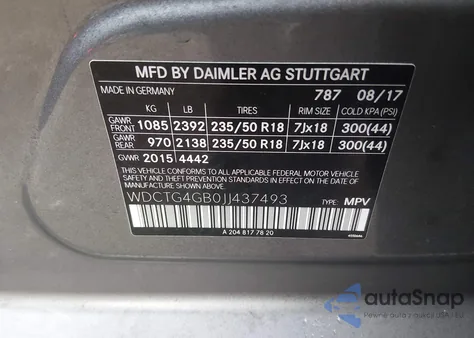 MFD BY DAIMLER AG STUTTGART
MADE IN GERMANY 787 08/17
KG LB TIRES RIM SIZE COLD KPA (PSI)
GAWR FRONT 1085 2392 235/50 R18 7Jx18 300(44)
GAWR REAR 970 2138 235/50 R18 7Jx18 300(44)
GVWR 2015 4442
THIS VEHICLE CONFORMS TO ALL APPLICABLE FEDERAL MOTOR VEHICLE
SAFETY AND THEFT PREVENTION STANDARDS IN EFFECT ON THE DATE OF
MANUFACTURE SHOWN ABOVE.
WDCTG4GB0JJ437493
TYPE: MPV
A 204 817 78 20
autoSnap